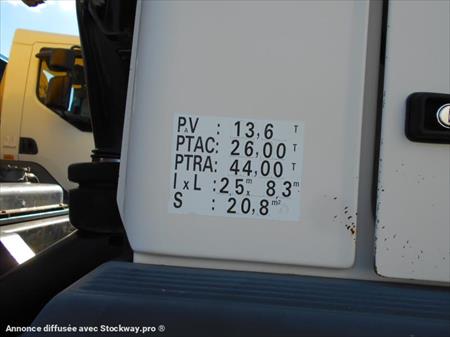 PV : 13,6 T
PTAC : 26,00 T
PTRA : 44,00 T
l x L : 2,5 m x 8,3 m
S : 20,8 m²
Annonce diffusée avec Stockway.pro ®